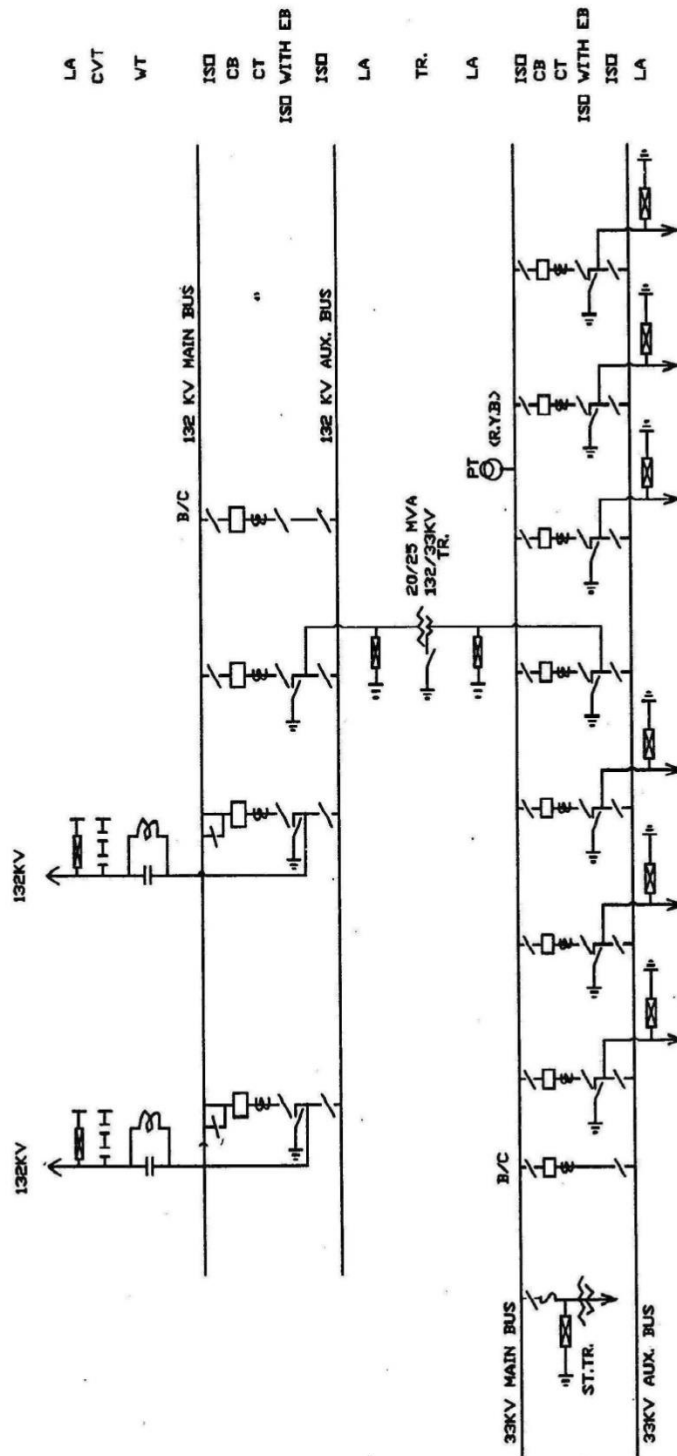 132KV
132KV
LA
CVT
WT
B/C
132 KV MAIN BUS
ISO
CB
CT
ISO WITH EB
132 KV AUX. BUS
ISO
LA
20/25 MVA
132/33KV
TR.
TR.
LA
PT
(R.Y.B)
33KV MAIN BUS
B/C
ISO
CB
CT
ST.TR.
ISO WITH EB
ISO
33KV AUX. BUS
LA